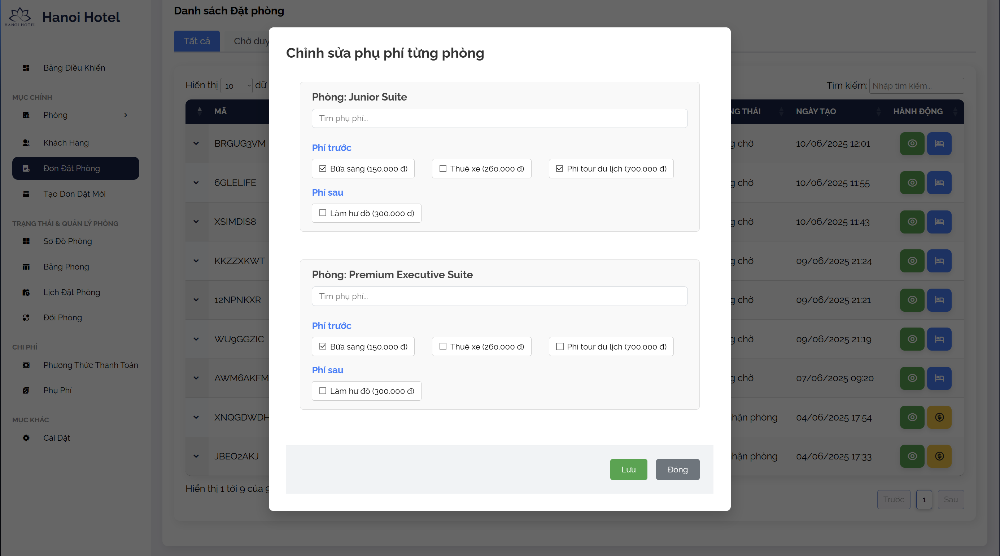 HANOI HOTEL
Hanoi Hotel
Bảng Điều Khiển
MỤC CHÍNH
Phòng
Khách Hàng
Đơn Đặt Phòng
Tạo Đơn Đặt Mới
TRẠNG THÁI & QUẢN LÝ PHÒNG
Sơ Đồ Phòng
Bảng Phòng
Lịch Đặt Phòng
Đổi Phòng
CHI PHÍ
Phương Thức Thanh Toán
Phụ Phí
MỤC KHÁC
Cài Đặt
Danh sách Đặt phòng
Tất cả
Chờ duy
Hiển thị 10 dữ
Tìm kiếm: Nhập tìm kiếm...
MÃ
NG THÁI NGÀY TẠO HÀNH ĐỘNG
BRGUG3VM
g chờ 10/06/2025 12:01
6GLELIFE
g chờ 10/06/2025 11:55
XSIMDIS8
g chờ 10/06/2025 11:43
KKZZXKWT
g chờ 09/06/2025 21:24
12NPNKXR
g chờ 09/06/2025 21:21
WU9GGZIC
g chờ 09/06/2025 21:19
AWM6AKFM
g chờ 07/06/2025 09:20
XNQGDWDH
nhận phòng 04/06/2025 17:54
JBEO2AKJ
nhận phòng 04/06/2025 17:33
Hiển thị 1 tới 9 của 9
Trước 1 Sau
Chỉnh sửa phụ phí từng phòng
Phòng: Junior Suite
Tìm phụ phí...
Phí trước
Bữa sáng (150.000 đ) Thuê xe (260.000 đ) Phí tour du lịch (700.000 đ)
Phí sau
Làm hư đồ (300.000 đ)
Phòng: Premium Executive Suite
Tìm phụ phí...
Phí trước
Bữa sáng (150.000 đ) Thuê xe (260.000 đ) Phí tour du lịch (700.000 đ)
Phí sau
Làm hư đồ (300.000 đ)
Lưu Đóng